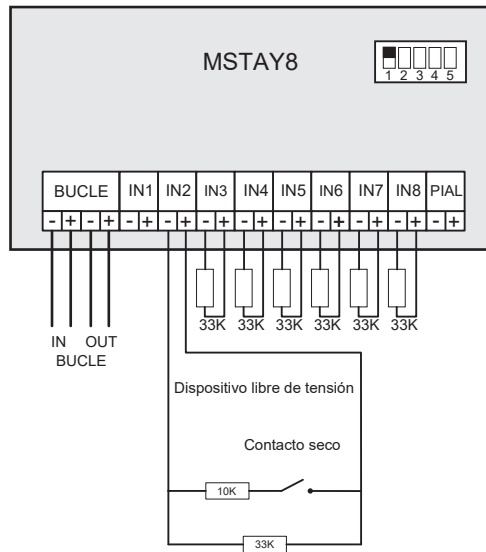 MSTAY8
1 2 3 4 5
BUCLE IN1 IN2 IN3 IN4 IN5 IN6 IN7 IN8 PIAL
- + - + - + - + - + - + - + - + - + - + - +
33K 33K 33K 33K 33K 33K
IN OUT
BUCLE
Dispositivo libre de tensión
Contacto seco
10K
33K